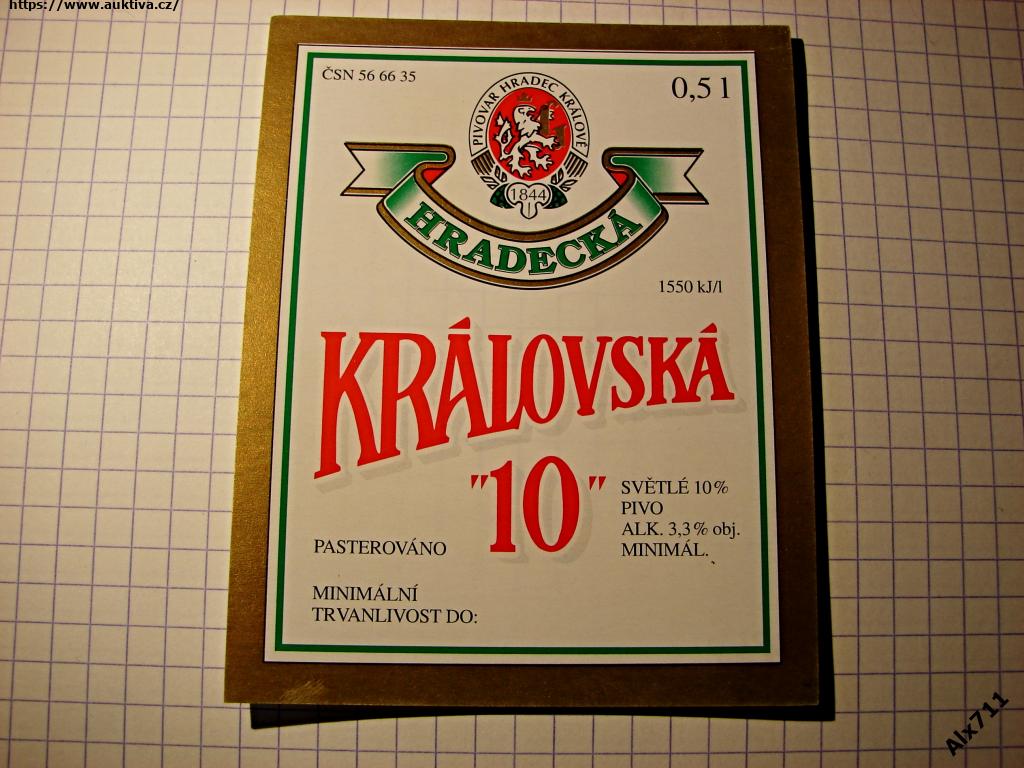 https://www.auktiva.cz/
ČSN 56 66 35
0,5 l
PIVOVAR HRADEC KRÁLOVÉ
1844
HRADECKÁ
1550 kJ/l
KRÁLOVSKÁ
"10"
SVĚTLÉ 10%
PIVO
ALK. 3,3% obj.
MINIMÁL.
PASTEROVÁNO
MINIMÁLNÍ
TRVANLIVOST DO:
Alx711